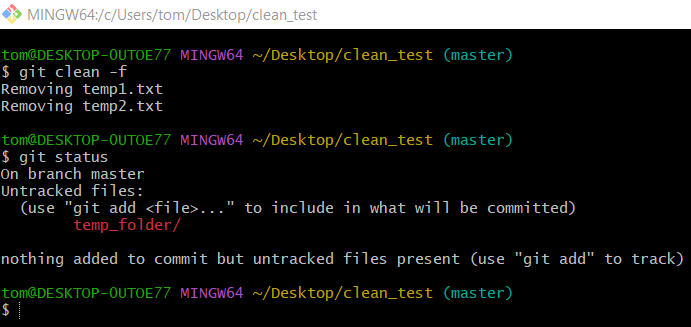 MINGW64:/c/Users/tom/Desktop/clean_test
tom@DESKTOP-OUTOE77 MINGW64 ~/Desktop/clean_test (master)
$ git clean -f
Removing temp1.txt
Removing temp2.txt
tom@DESKTOP-OUTOE77 MINGW64 ~/Desktop/clean_test (master)
$ git status
On branch master
Untracked files:
(use "git add <file>..." to include in what will be committed)
temp_folder/
nothing added to commit but untracked files present (use "git add" to track)
tom@DESKTOP-OUTOE77 MINGW64 ~/Desktop/clean_test (master)
$